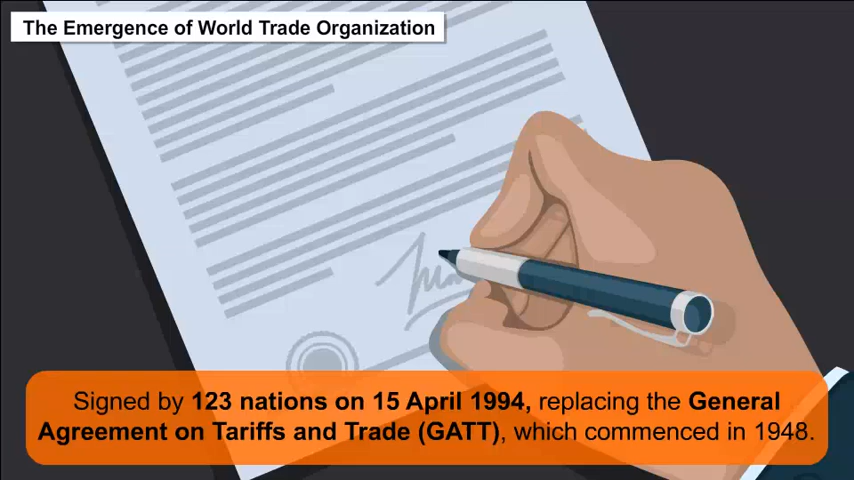 The Emergence of World Trade Organization
Signed by 123 nations on 15 April 1994, replacing the General
Agreement on Tariffs and Trade (GATT), which commenced in 1948.